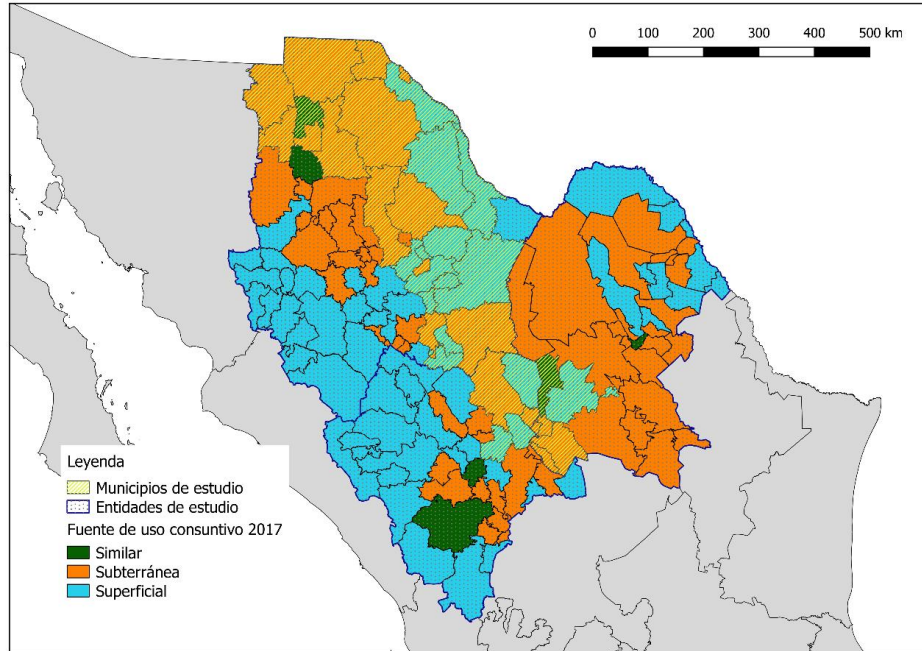 0 100 200 300 400 500 km
Leyenda
Municipios de estudio
Entidades de estudio
Fuente de uso consuntivo 2017
Similar
Subterránea
Superficial